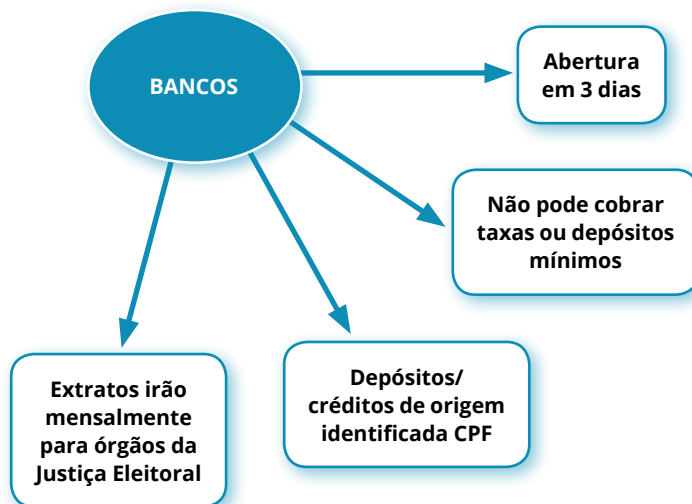 BANCOS
Abertura
em 3 dias
Não pode cobrar
taxas ou depósitos
mínimos
Depósitos/
créditos de origem
identificada CPF
Extratos irão
mensalmente
para órgãos da
Justiça Eleitoral